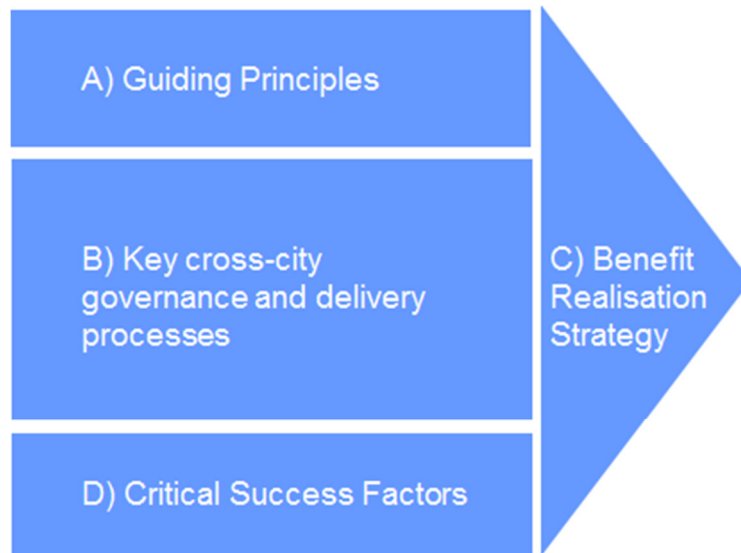 A) Guiding Principles
B) Key cross-city
governance and delivery
processes
C) Benefit
Realisation
Strategy
D) Critical Success Factors